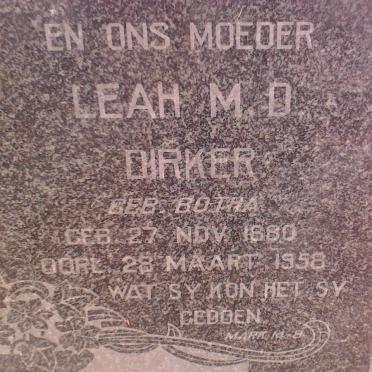 EN ONS MOEDER
LEAH M. D.
DIRKER
GEB. BOTHA
GEB. 27 NOV. 1880
OORL. 28 MAART 1958
WAT SY KON HET SY
GEDOEN
MARK. 14-8